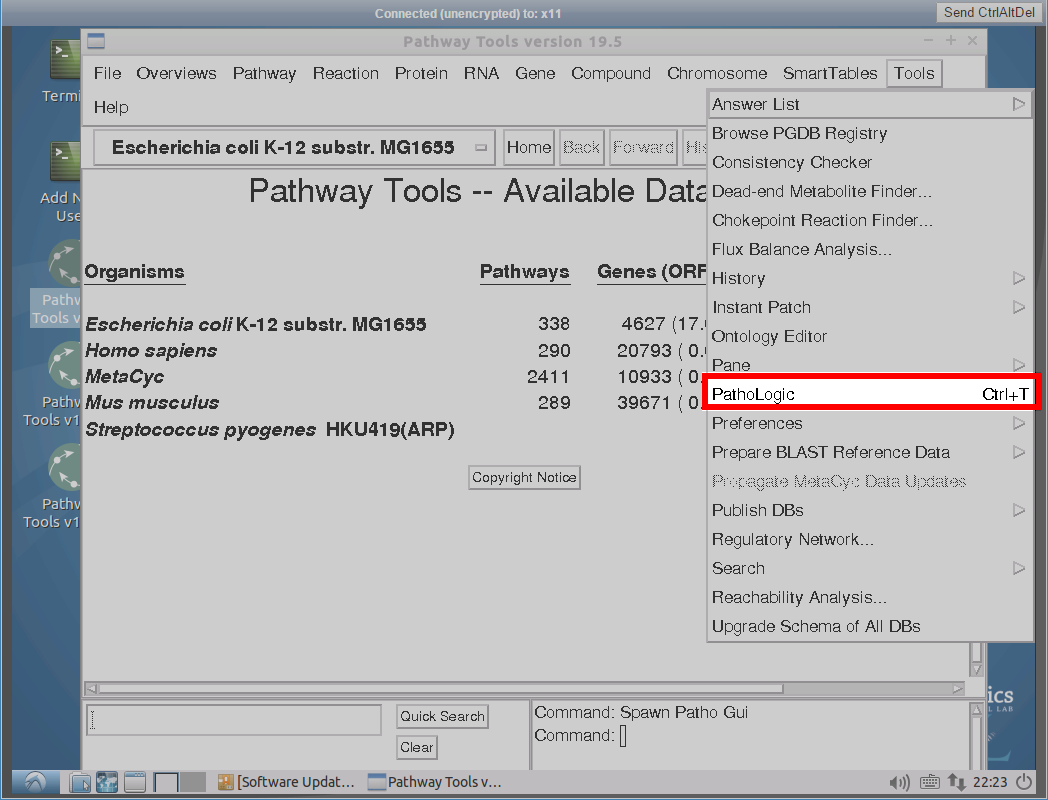 Connected (unencrypted) to: x11
Send CtrlAltDel
Pathway Tools version 19.5
File Overviews Pathway Reaction Protein RNA Gene Compound Chromosome SmartTables Tools
Help
Escherichia coli K-12 substr. MG1655 Home Back Forward His
Pathway Tools -- Available Data
Organisms Pathways Genes (ORF
Escherichia coli K-12 substr. MG1655 338 4627 (17.
Homo sapiens 290 20793 ( 0.
MetaCyc 2411 10933 ( 0.
Mus musculus 289 39671 ( 0.
Streptococcus pyogenes HKU419(ARP)
Copyright Notice
Answer List
Browse PGDB Registry
Consistency Checker
Dead-end Metabolite Finder...
Chokepoint Reaction Finder...
Flux Balance Analysis...
History
Instant Patch
Ontology Editor
Pane
PathoLogic Ctrl+T
Preferences
Prepare BLAST Reference Data
Propagate MetaCyc Data Updates
Publish DBs
Regulatory Network...
Search
Reachability Analysis...
Upgrade Schema of All DBs
Termi
Add N
Use
Pathw
Tools v
Pathw
Tools v1
Pathw
Tools v1
ics
LAB
Quick Search
Clear
Command: Spawn Patho Gui
Command:
[Software Updat... Pathway Tools v... 22:23